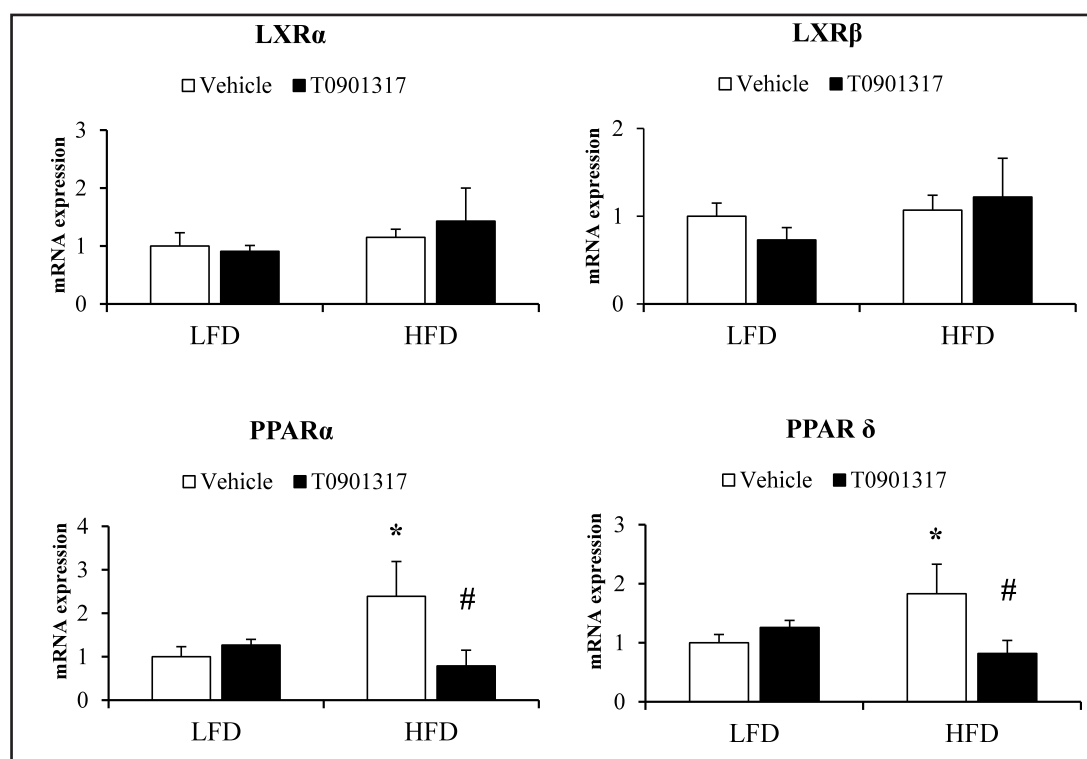 LXRα
Vehicle T0901317
mRNA expression
3
2
1
0
LFD HFD
LXRβ
Vehicle T0901317
mRNA expression
2
1
0
LFD HFD
PPARα
Vehicle T0901317
mRNA expression
4
3
2
1
0
*
#
LFD HFD
PPAR δ
Vehicle T0901317
mRNA expression
3
2
1
0
*
#
LFD HFD